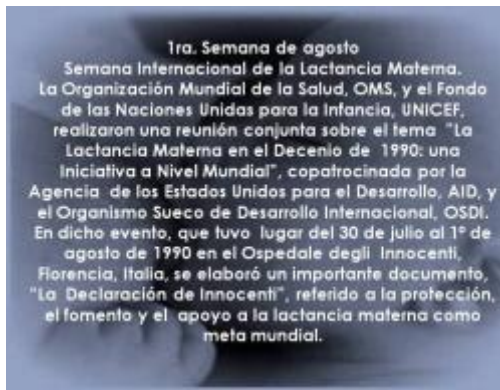 1ra. Semana de agosto
Semana Internacional de la Lactancia Materna.
La Organización Mundial de la Salud, OMS, y el Fondo
de las Naciones Unidas para la Infancia, UNICEF,
realizaron una reunión conjunta sobre el tema "La
Lactancia Materna en el Decenio de 1990: una
Iniciativa a Nivel Mundial", copatrocinada por la
Agencia de los Estados Unidos para el Desarrollo, AID, y
el Organismo Sueco de Desarrollo Internacional, OSDI.
En dicho evento, que tuvo lugar del 30 de julio al 1º de
agosto de 1990 en el Ospedale degli Innocenti,
Florencia, Italia, se elaboró un importante documento,
"La Declaración de Innocenti", referido a la protección,
el fomento y el apoyo a la lactancia materna como
meta mundial.